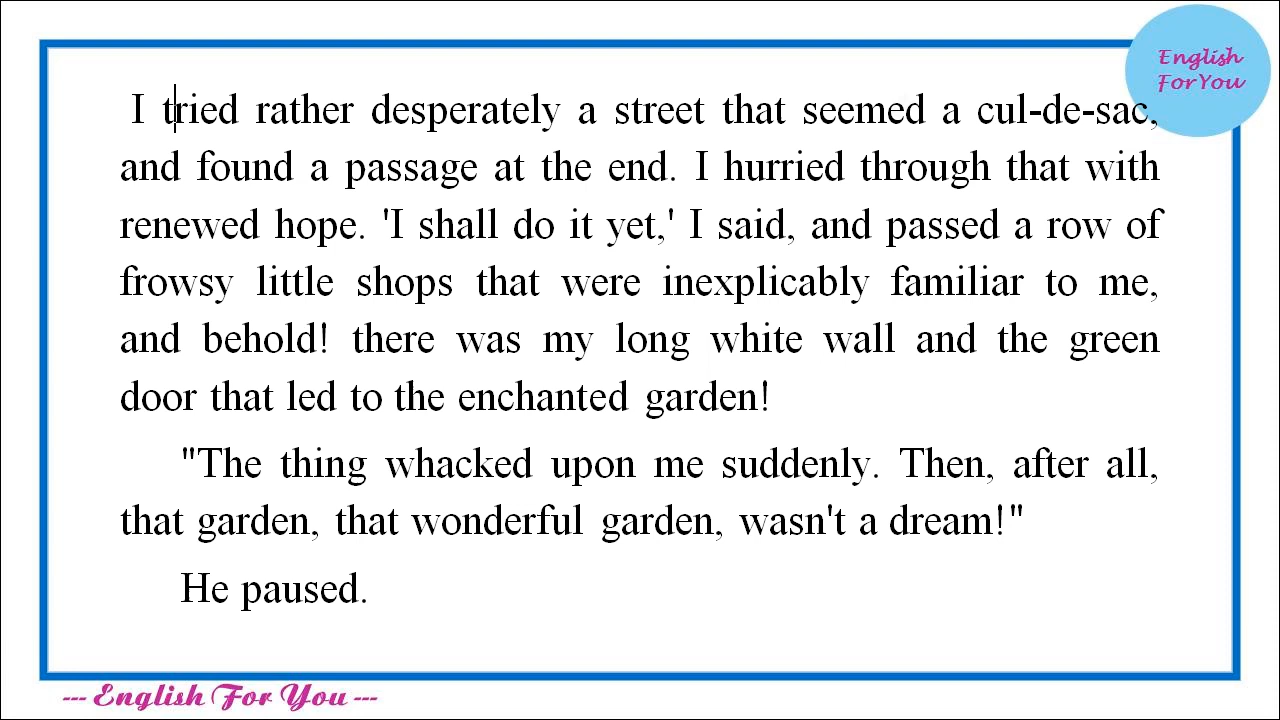 English
ForYou
I tried rather desperately a street that seemed a cul-de-sac,
and found a passage at the end. I hurried through that with
renewed hope. 'I shall do it yet,' I said, and passed a row of
frowsy little shops that were inexplicably familiar to me,
and behold! there was my long white wall and the green
door that led to the enchanted garden!
"The thing whacked upon me suddenly. Then, after all,
that garden, that wonderful garden, wasn't a dream!"
He paused.
--- English For You ---